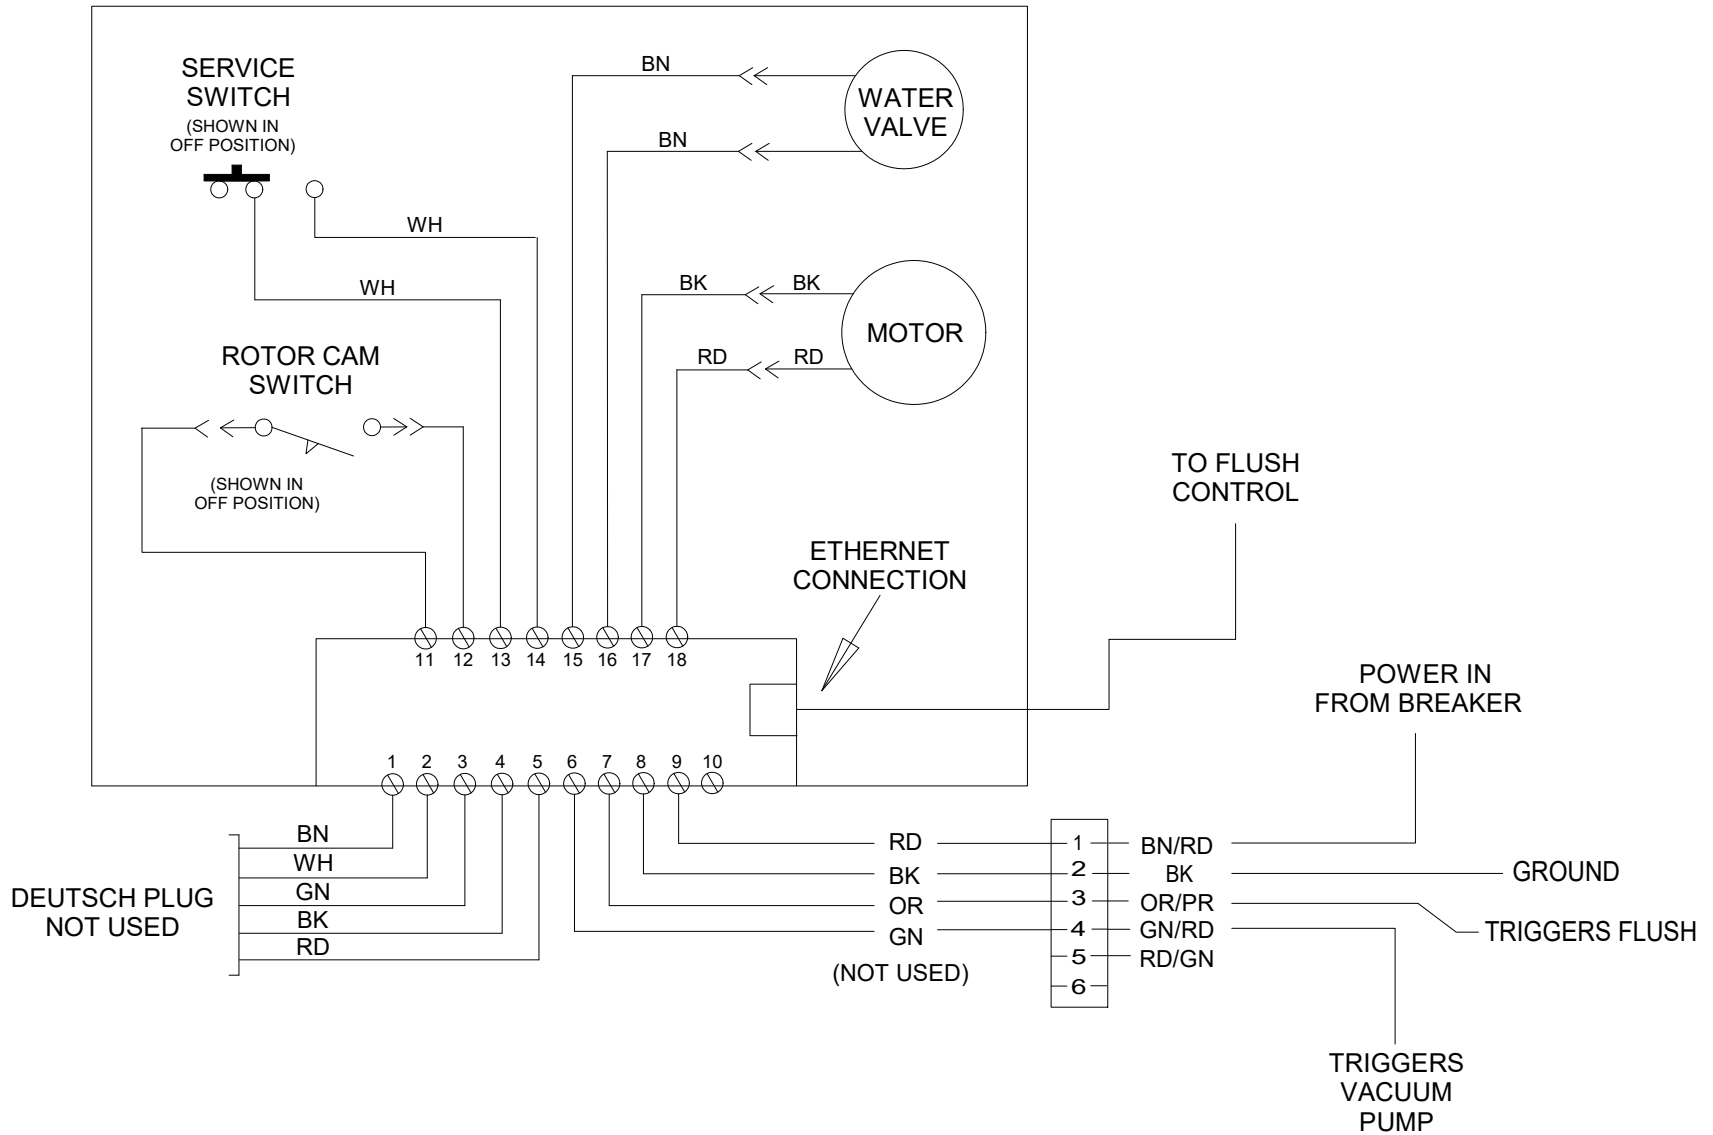 SERVICE
SWITCH
(SHOWN IN
OFF POSITION)
BN
BN
WATER
VALVE
WH
WH
BK
BK
RD
RD
MOTOR
ROTOR CAM
SWITCH
(SHOWN IN
OFF POSITION)
TO FLUSH
CONTROL
ETHERNET
CONNECTION
11 12 13 14 15 16 17 18
POWER IN
FROM BREAKER
1 2 3 4 5 6 7 8 9 10
DEUTSCH PLUG
NOT USED
BN
WH
GN
BK
RD
RD
BK
OR
GN
(NOT USED)
1
2
3
4
5
6
BN/RD
BK
OR/PR
GN/RD
RD/GN
GROUND
TRIGGERS FLUSH
TRIGGERS
VACUUM
PUMP